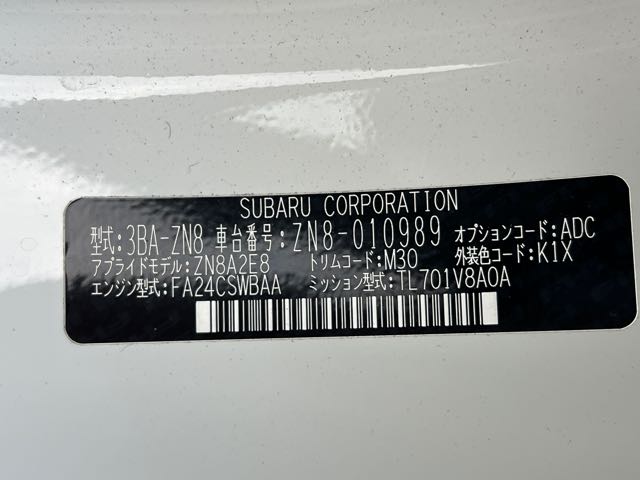 SUBARU CORPORATION
型式:3BA-ZN8 車台番号:ZN8-010989 オプションコード:ADC
アプライドモデル:ZN8A2E8 トリムコード:M30 外装色コード:K1X
エンジン型式:FA24CSWBAA ミッション型式:TL701V8A0A